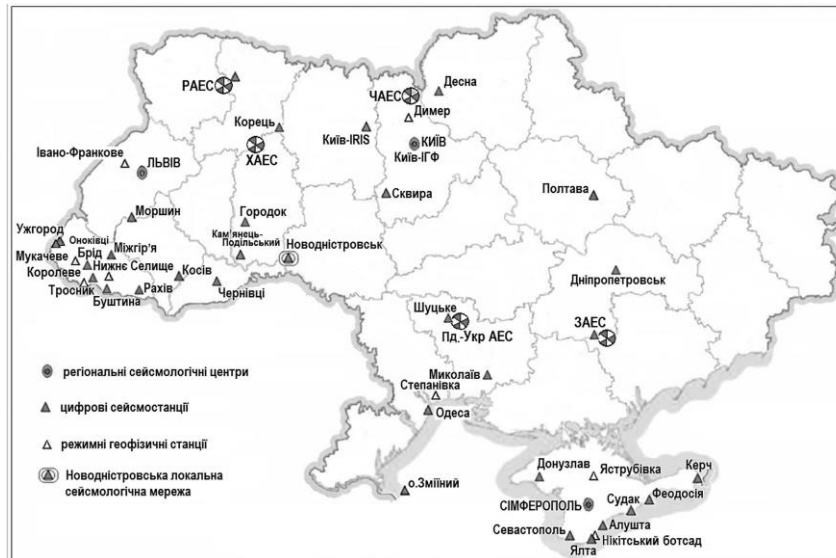 РАЕС
ЧАЕС
Десна
Димер
Корець
Київ-IRIS
КИЇВ
Київ-ІГФ
Івано-Франкове
ЛЬВІВ
ХАЕС
Сквира
Полтава
Моршин
Городок
Кам'янець-
Подільський
Новодністровськ
Ужгород
Оноківці
Міжгір'я
Мукачеве
Брід
Нижнє Селище
Косів
Королеве
Тросник
Буштина
Рахів
Чернівці
Дніпропетровськ
Шуцьке
Пд.-Укр АЕС
ЗАЕС
Миколаїв
Степанівка
Одеса
регіональні сейсмологічні центри
цифрові сейсмостанції
режимні геофізичні станції
Новодністровська локальна
сейсмологічна мережа
о.Зміїний
Донузлав
Яструбівка
Керч
СІМФЕРОПОЛЬ
Судак
Феодосія
Севастополь
Алушта
Нікітський ботсад
Ялта